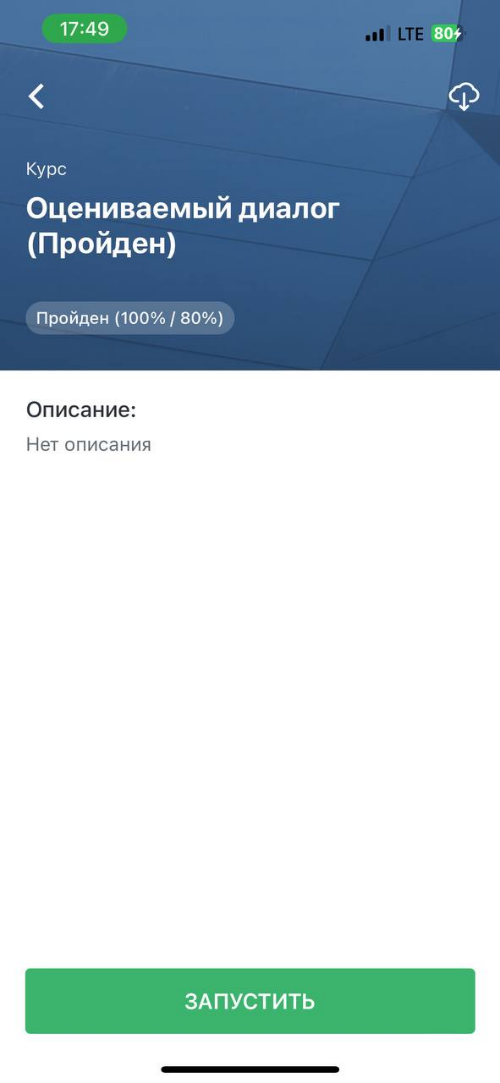 17:49
LTE 80
Курс
Оцениваемый диалог
(Пройден)
Пройден (100% / 80%)
Описание:
Нет описания
ЗАПУСТИТЬ